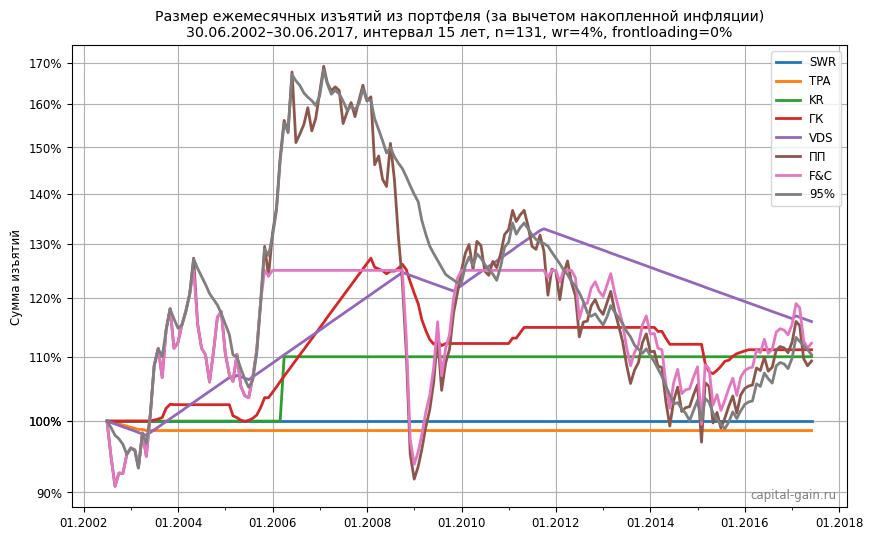 Размер ежемесячных изъятий из портфеля (за вычетом накопленной инфляции)
30.06.2002–30.06.2017, интервал 15 лет, n=131, wr=4%, frontloading=0%
Сумма изъятий
170%
160%
150%
140%
130%
120%
110%
100%
90%
SWR
TPA
KR
ГК
VDS
ПП
F&C
95%
capital-gain.ru
01.2002
01.2004
01.2006
01.2008
01.2010
01.2012
01.2014
01.2016
01.2018